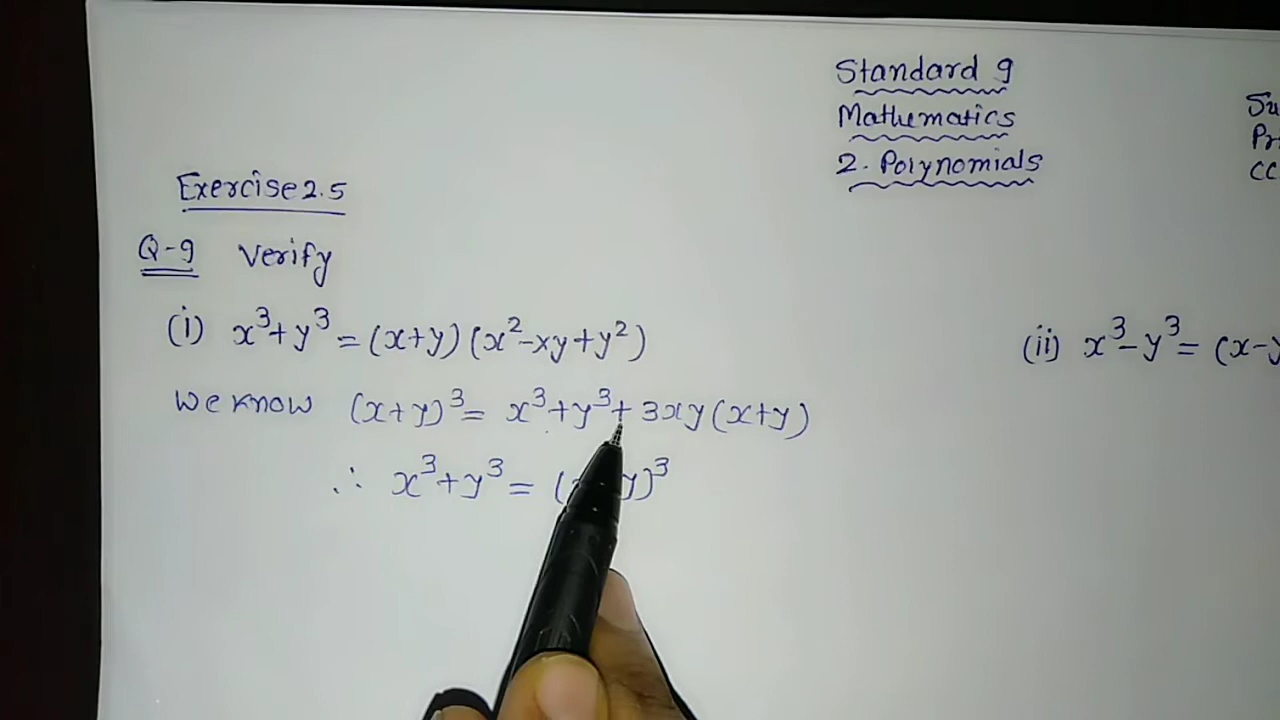 Standard 9
Mathematics
2. Polynomials
Exercise 2.5
Q-9 Verify
(i) x³+y³ = (x+y)(x²-xy+y²)
(ii) x³-y³ = (x-y
We know (x+y)³ = x³+y³+3xy(x+y)
∴ x³+y³ = ( y)³